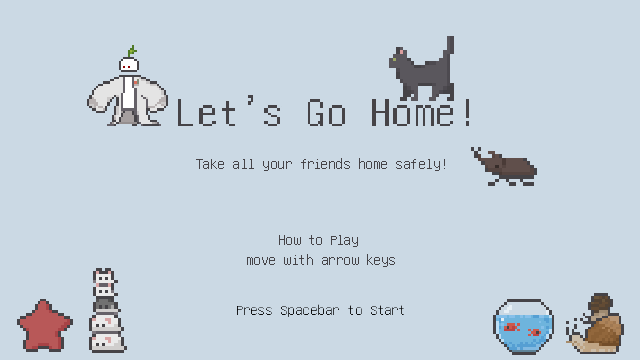 Let's Go Home!
Take all your friends home safely!
How to Play
move with arrow keys
Press Spacebar to Start